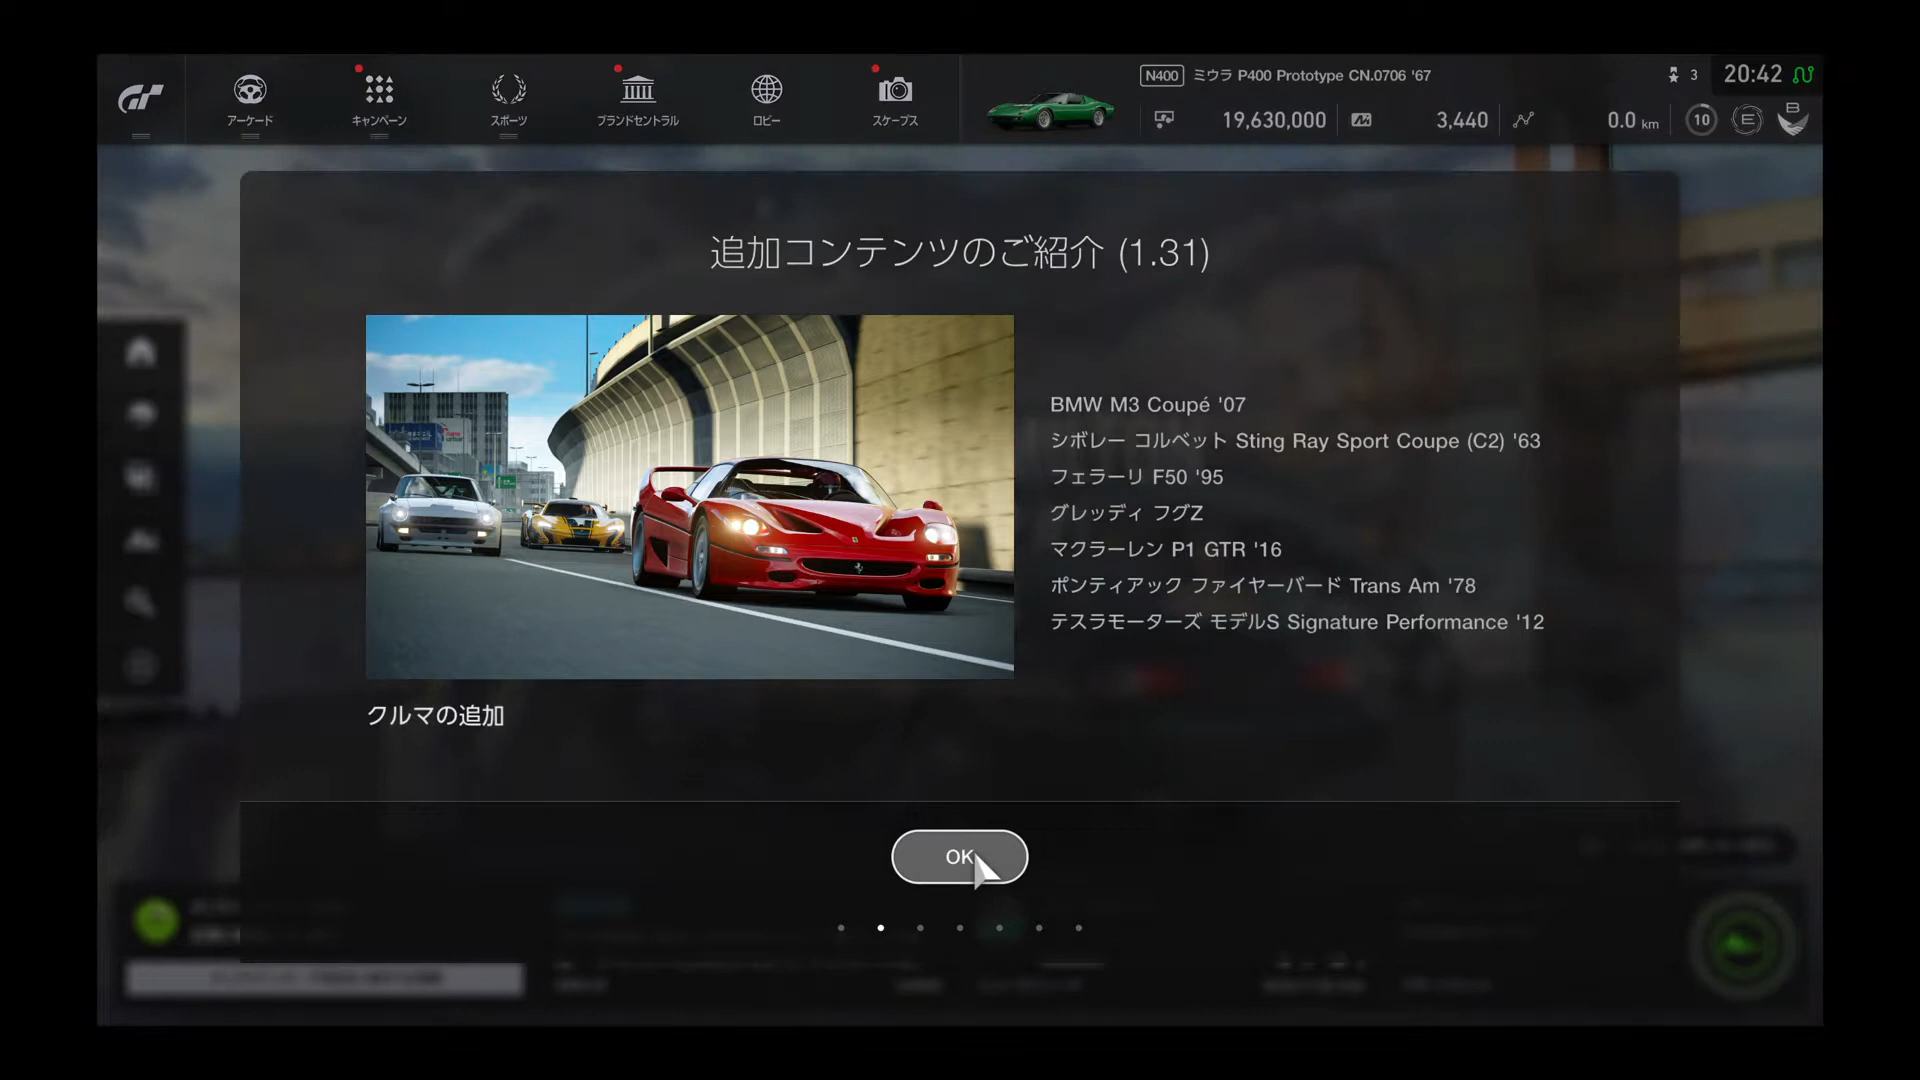 アーケード
キャンペーン
スポーツ
ブランドセントラル
ロビー
スケープス
N400 ミウラ P400 Prototype CN.0706 '67
3
20:42
19,630,000
3,440
0.0 km
10
E
B
追加コンテンツのご紹介 (1.31)
BMW M3 Coupé '07
シボレー コルベット Sting Ray Sport Coupe (C2) '63
フェラーリ F50 '95
グレッディ フグZ
マクラーレン P1 GTR '16
ポンティアック ファイヤーバード Trans Am '78
テスラモーターズ モデルS Signature Performance '12
クルマの追加
OK